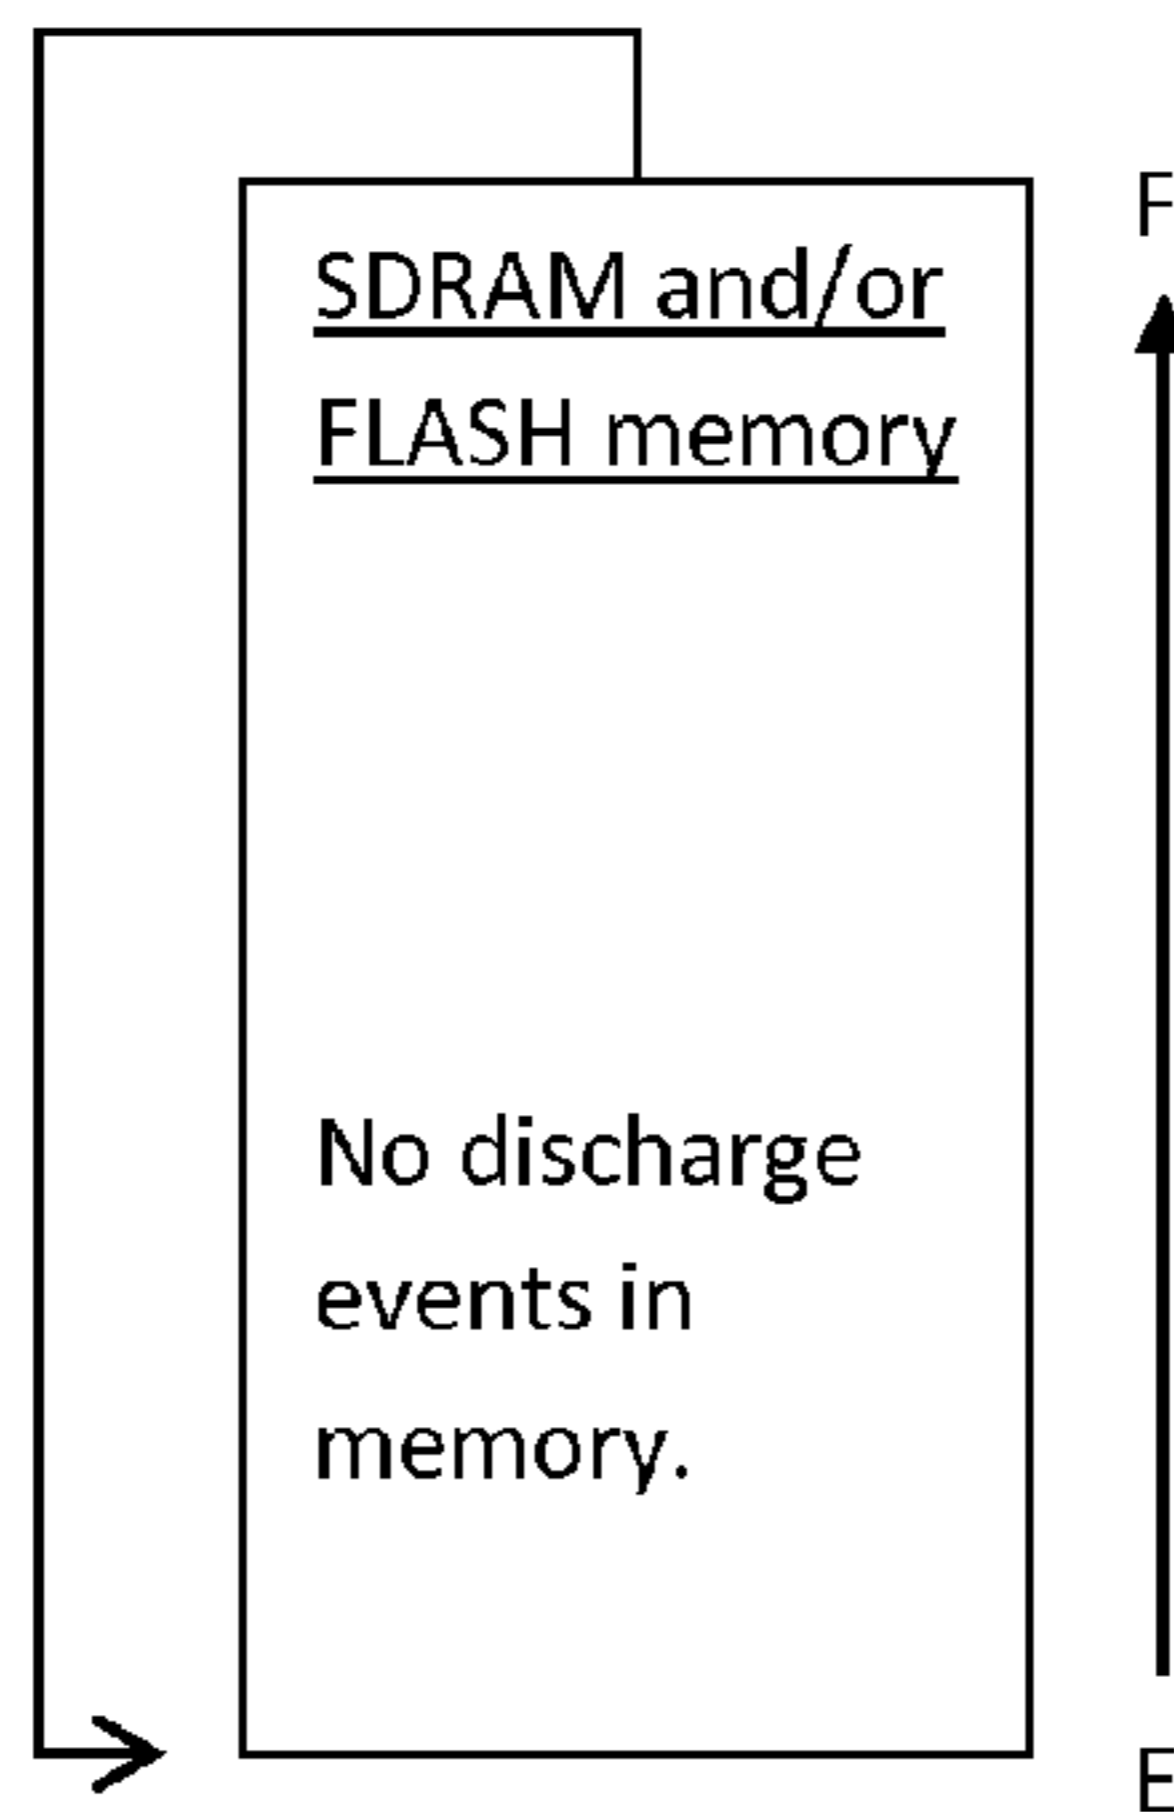 SDRAM and/or
FLASH memory
No discharge
events in
memory.
F
E